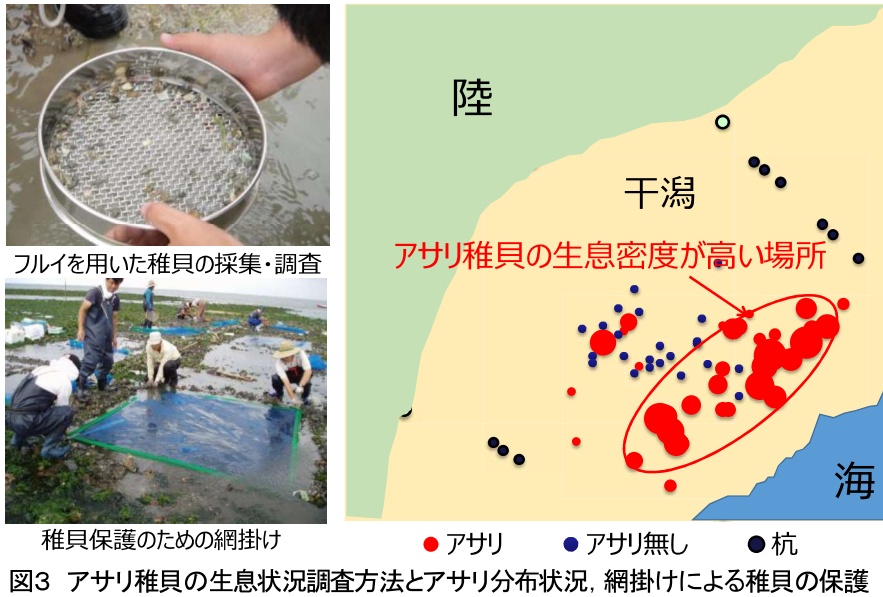 フルイを用いた稚貝の採集・調査
稚貝保護のための網掛け
陸
干潟
アサリ稚貝の生息密度が高い場所
海
アサリ
アサリ無し
杭
図3 アサリ稚貝の生息状況調査方法とアサリ分布状況，網掛けによる稚貝の保護